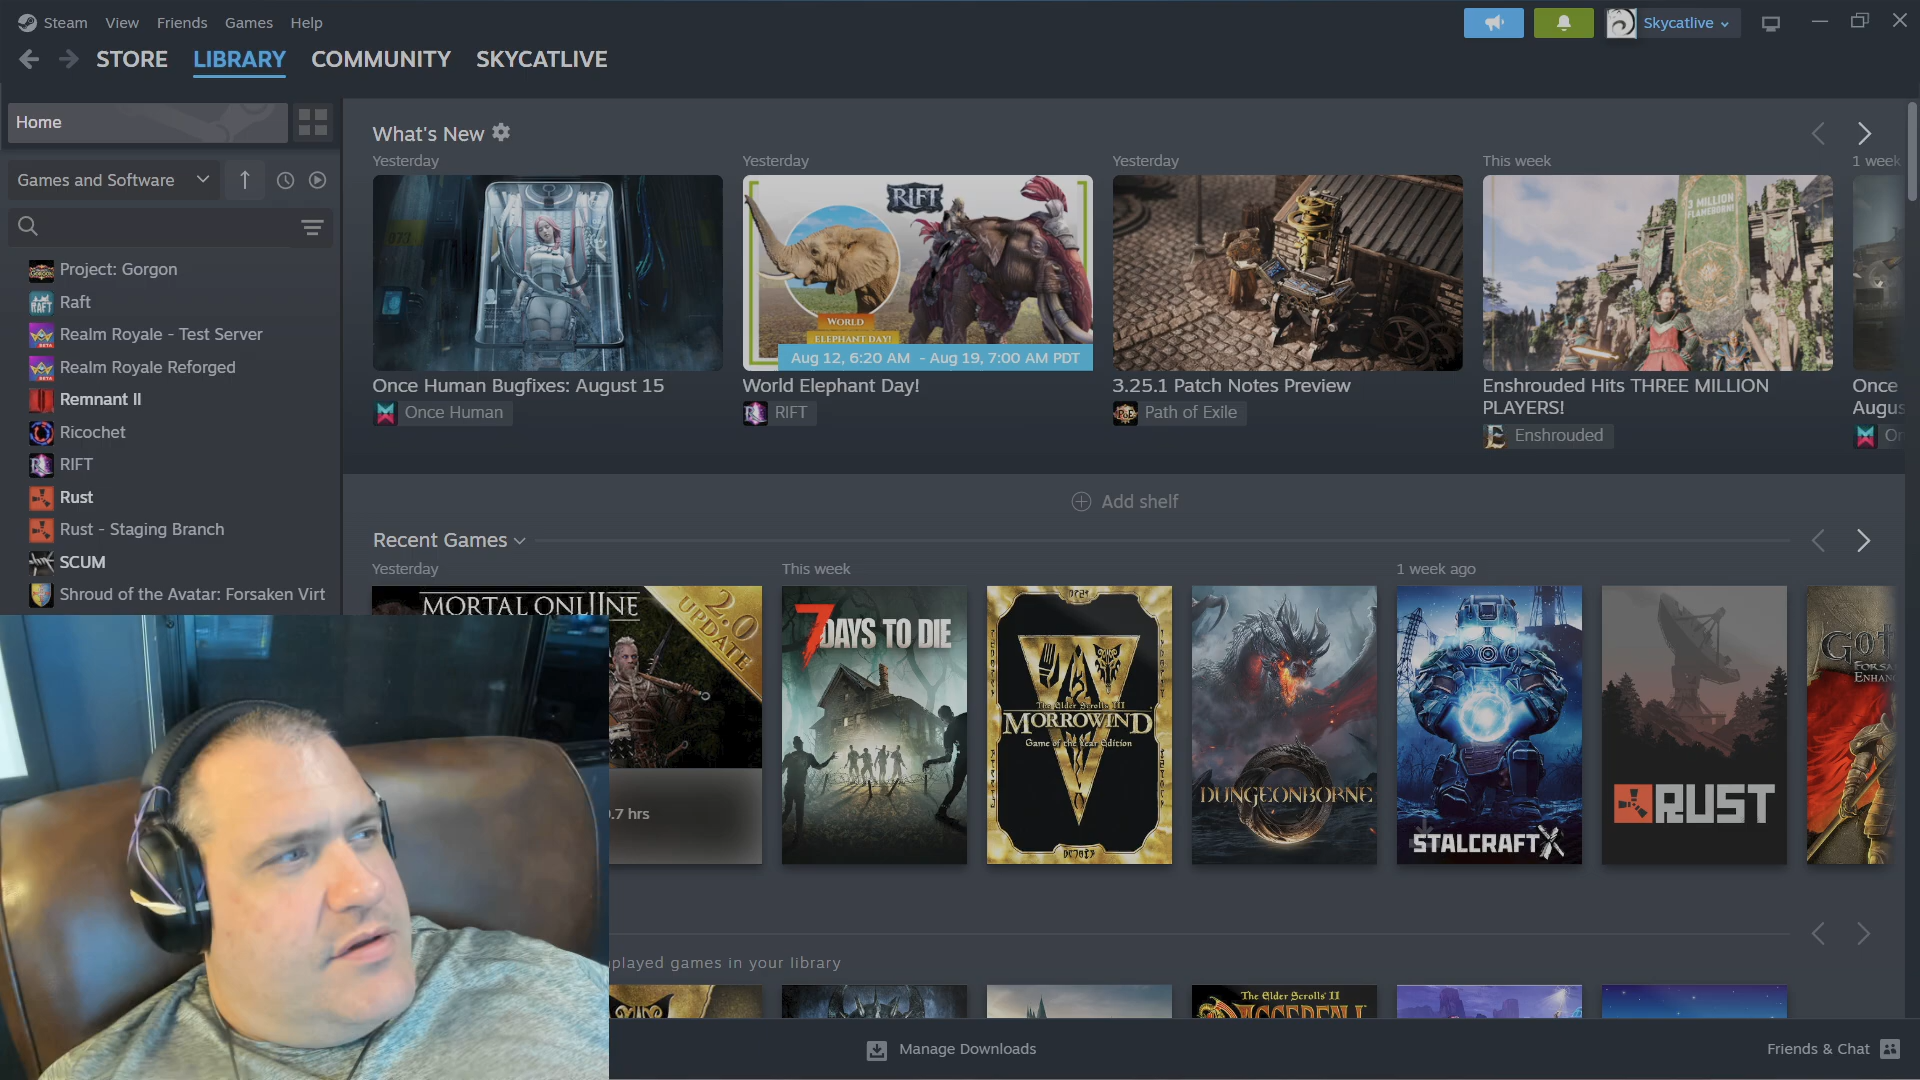 Steam View Friends Games Help
Skycatlive
STORE LIBRARY COMMUNITY SKYCATLIVE
Home
Games and Software
Project: Gorgon
Raft
Realm Royale - Test Server
Realm Royale Reforged
Remnant II
Ricochet
RIFT
Rust
Rust - Staging Branch
SCUM
Shroud of the Avatar: Forsaken Virt
What's New
Yesterday
Yesterday
Yesterday
This week
1 week
RIFT
WORLD
ELEPHANT DAY!
Aug 12, 6:20 AM - Aug 19, 7:00 AM PDT
3 MILLION
FLAMEBORN!
Once Human Bugfixes: August 15
Once Human
World Elephant Day!
RIFT
3.25.1 Patch Notes Preview
Path of Exile
Enshrouded Hits THREE MILLION
PLAYERS!
Enshrouded
Once
Augus
On
Add shelf
Recent Games
Yesterday
This week
1 week ago
MORTAL ONLIINE
2.0
UPDATE
.7 hrs
7 DAYS TO DIE
The Elder Scrolls III
MORROWIND
Game of the Year Edition
DUNGEONBORNE
STALCRAFT X
RUST
GOT
FORSA
ENHANC
played games in your library
The Elder Scrolls II
DAGGERFALL
Manage Downloads
Friends & Chat